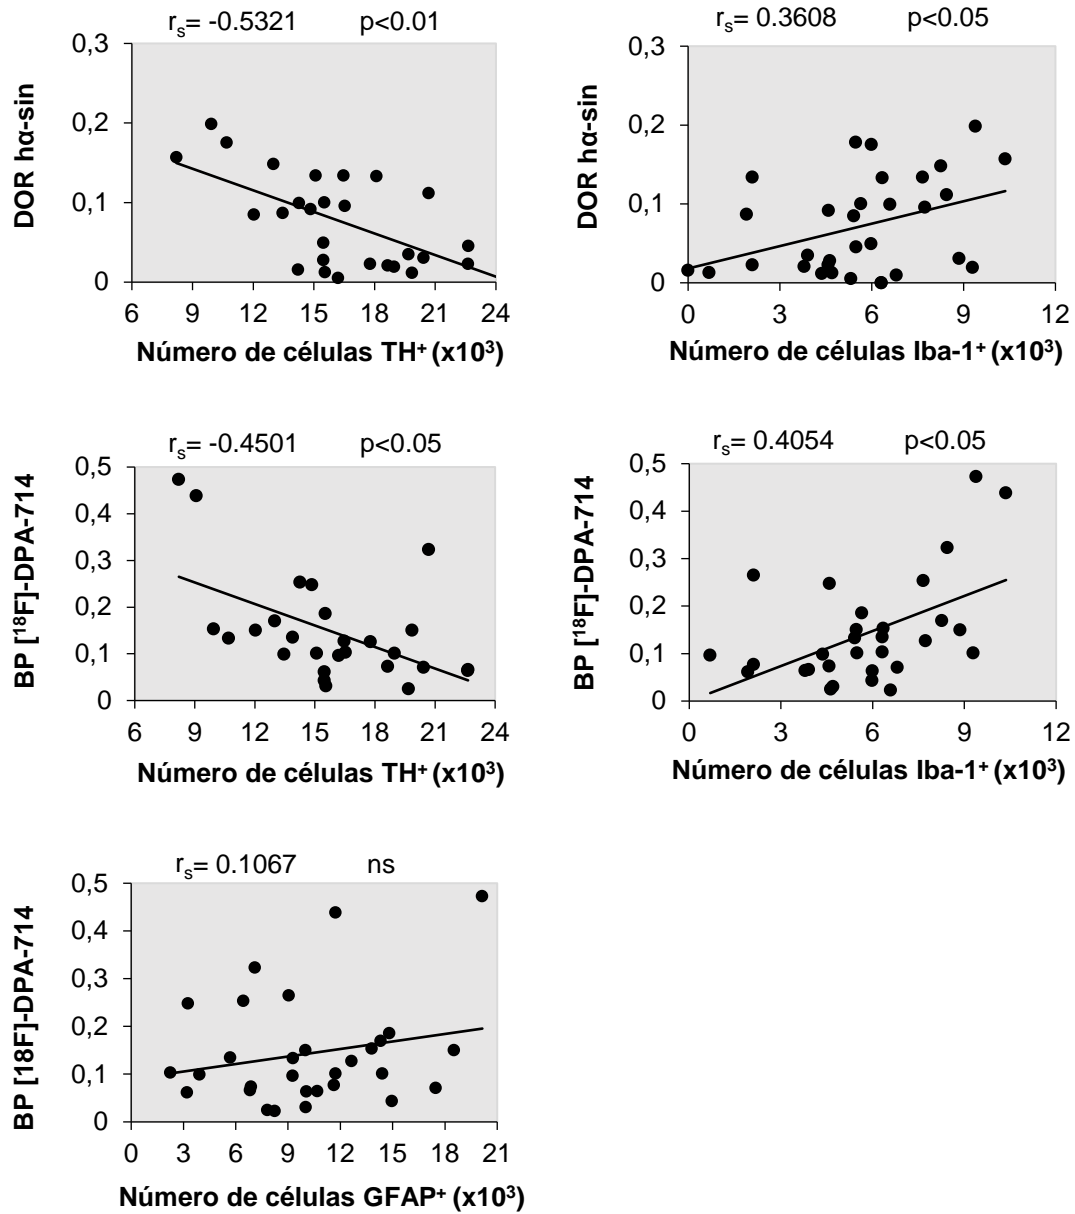 r_s= -0.5321 p<0.01
0,3
0,2
0,1
0
6 9 12 15 18 21 24
DOR hα-sin
Número de células TH⁺ (x10³)
r_s= 0.3608 p<0.05
0,3
0,2
0,1
0
0 3 6 9 12
DOR hα-sin
Número de células Iba-1⁺ (x10³)
r_s= -0.4501 p<0.05
0,5
0,4
0,3
0,2
0,1
0
6 9 12 15 18 21 24
BP [¹⁸F]-DPA-714
Número de células TH⁺ (x10³)
r_s= 0.4054 p<0.05
0,5
0,4
0,3
0,2
0,1
0
0 3 6 9 12
BP [¹⁸F]-DPA-714
Número de células Iba-1⁺ (x10³)
r_s= 0.1067 ns
0,5
0,4
0,3
0,2
0,1
0
0 3 6 9 12 15 18 21
BP [18F]-DPA-714
Número de células GFAP⁺ (x10³)